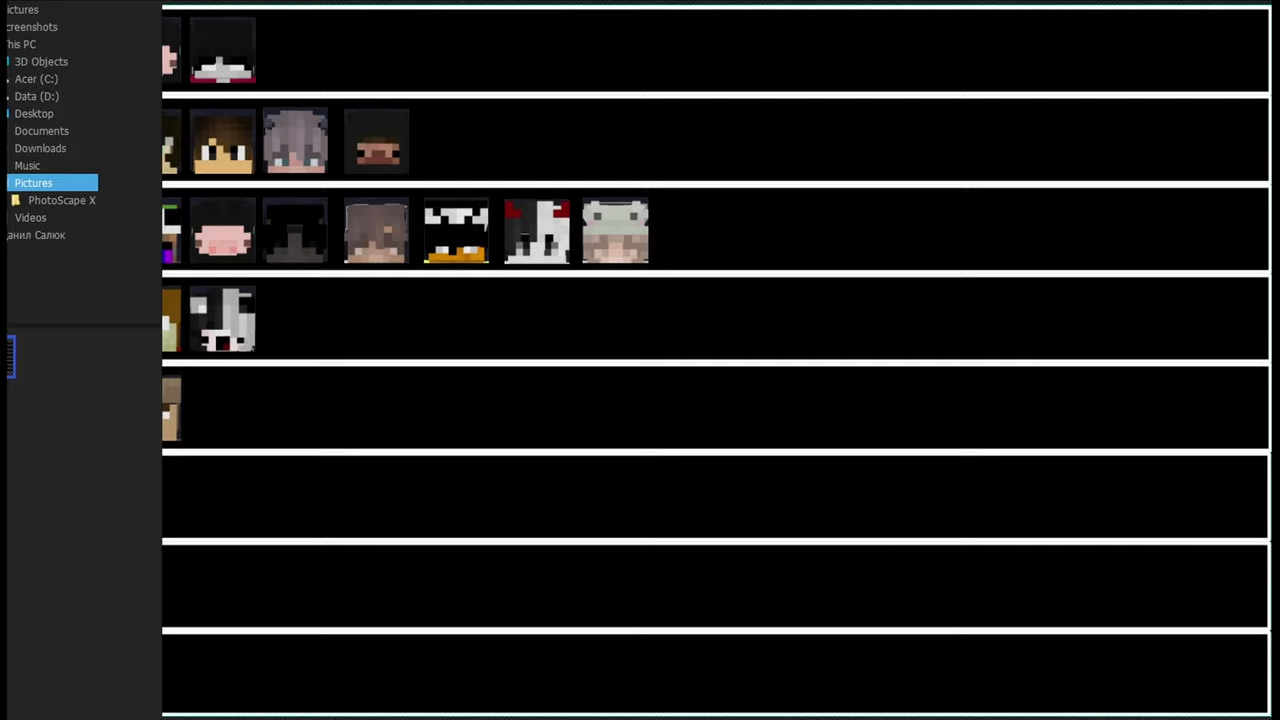 ictures
creenshots
his PC
3D Objects
Acer (C:)
Data (D:)
Desktop
Documents
Downloads
Music
Pictures
PhotoScape X
Videos
анил Салюк